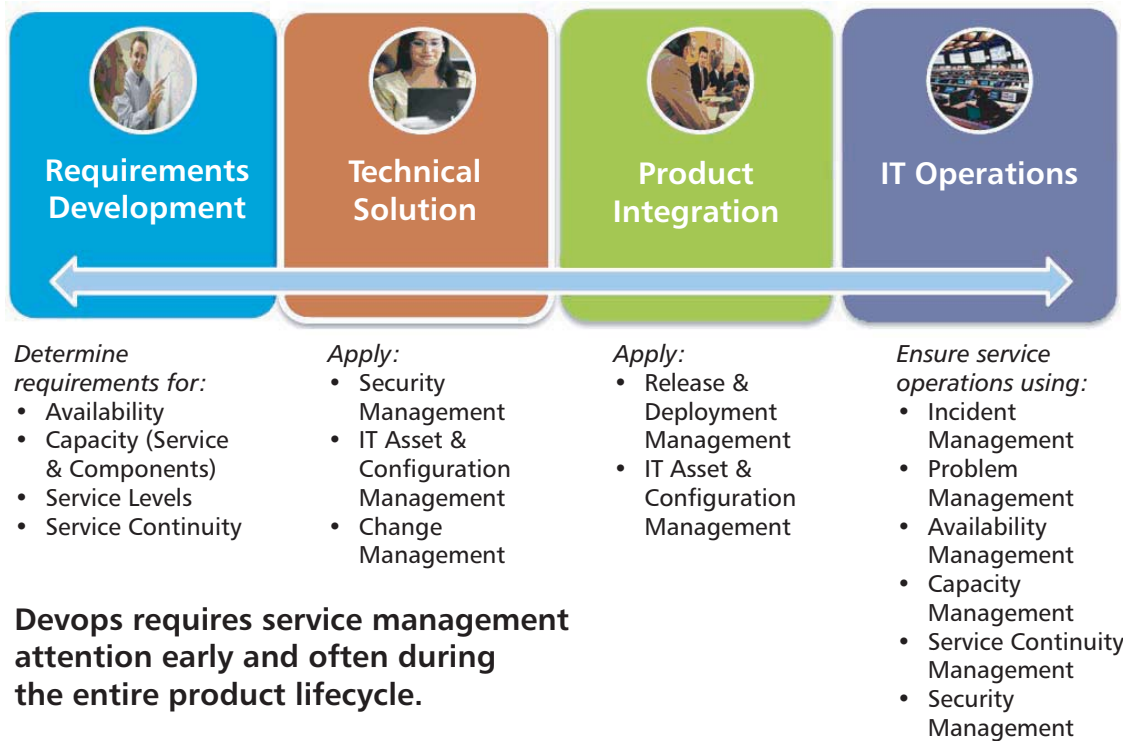 Requirements
Development
Technical
Solution
Product
Integration
IT Operations
Determine
requirements for:
• Availability
• Capacity (Service
& Components)
• Service Levels
• Service Continuity
Apply:
• Security
Management
• IT Asset &
Configuration
Management
• Change
Management
Apply:
• Release &
Deployment
Management
• IT Asset &
Configuration
Management
Ensure service
operations using:
• Incident
Management
• Problem
Management
• Availability
Management
• Capacity
Management
• Service Continuity
Management
• Security
Management
Devops requires service management
attention early and often during
the entire product lifecycle.